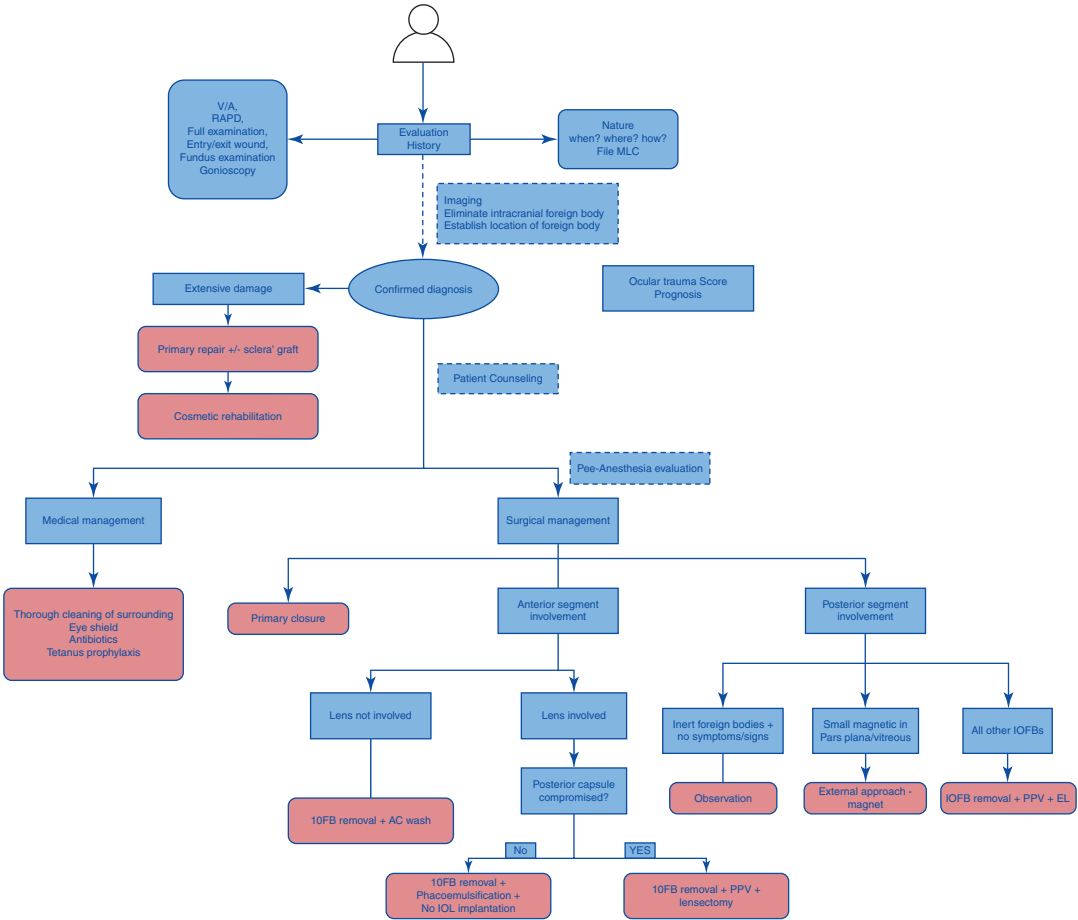 V/A,
RAPD,
Full examination,
Entry/exit wound,
Fundus examination
Gonioscopy
Evaluation
History
Nature
when? where? how?
File MLC
Imaging
Eliminate intracranial foreign body
Establish location of foreign body
Extensive damage
Confirmed diagnosis
Ocular trauma Score
Prognosis
Primary repair +/- sclera' graft
Patient Counseling
Cosmetic rehabilitation
Pee-Anesthesia evaluation
Medical management
Surgical management
Thorough cleaning of surrounding
Eye shield
Antibiotics
Tetanus prophylaxis
Primary closure
Anterior segment
involvement
Posterior segment
involvement
Lens not involved
Lens involved
Inert foreign bodies +
no symptoms/signs
Small magnetic in
Pars plana/vitreous
All other IOFBs
Posterior capsule
compromised?
Observation
External approach -
magnet
IOFB removal + PPV + EL
10FB removal + AC wash
No
YES
10FB removal +
Phacoemulsification +
No IOL implantation
10FB removal + PPV +
lensectomy